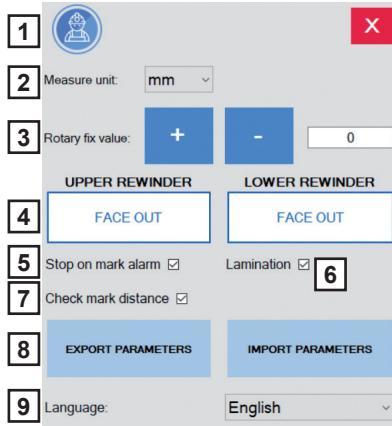 1
X
2 Measure unit: mm
3 Rotary fix value: + - 0
UPPER REWINDER LOWER REWINDER
4 FACE OUT FACE OUT
5 Stop on mark alarm Lamination 6
7 Check mark distance
8 EXPORT PARAMETERS IMPORT PARAMETERS
9 Language: English